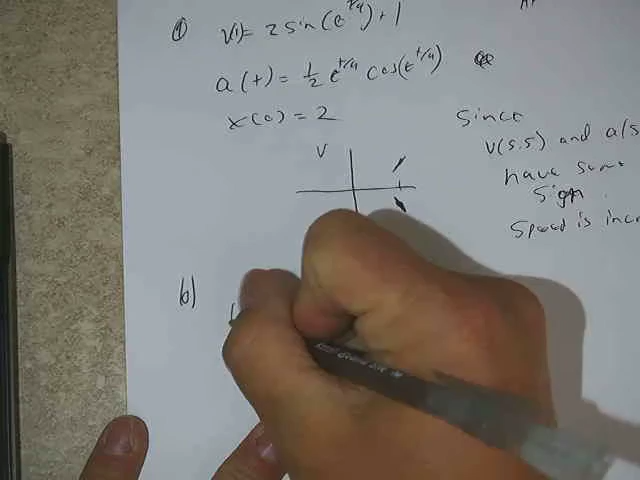 ①
v(t)= 2 sin(e^t/4)+1
a(t) = 1/2 e^t/4 cos(e^t/4)
x(0) = 2
V
Since
v(5.5) and a(5
have same
sign.
Speed is incr
b)